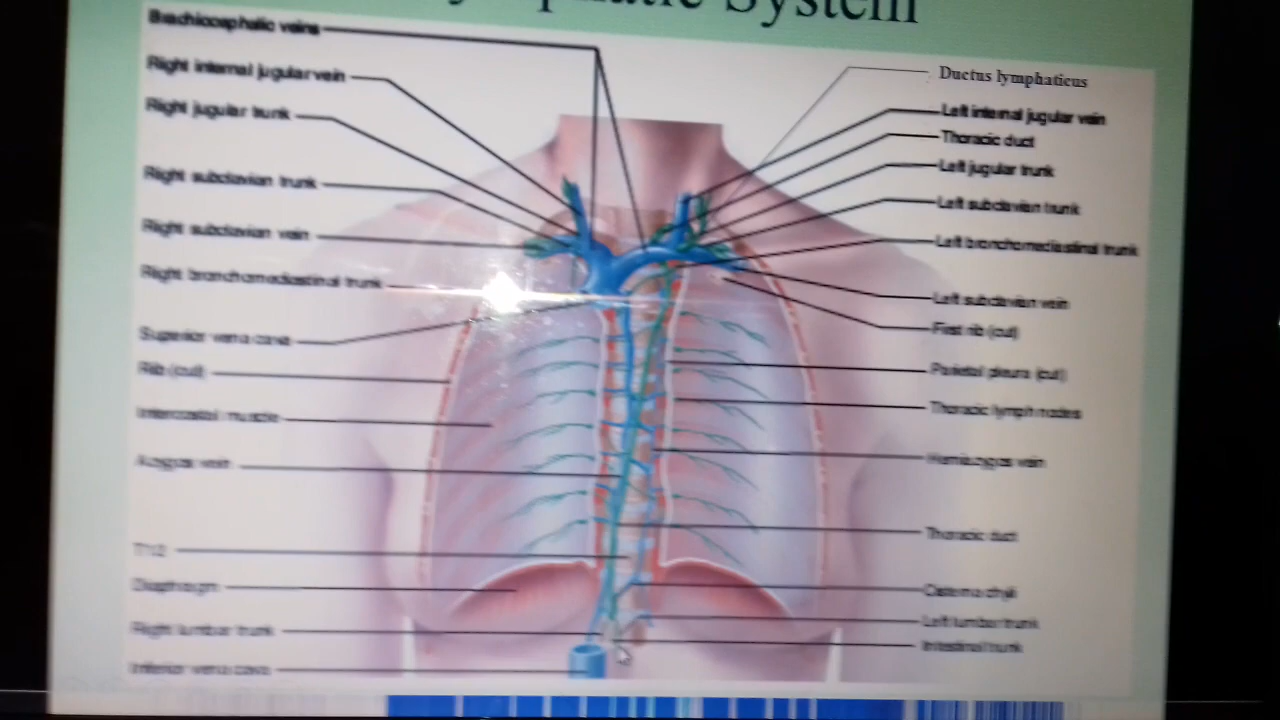 System
Brachiocephalic veins
Right internal jugular vein
Right jugular trunk
Right subclavian trunk
Right subclavian vein
Right bronchomediastinal trunk
Superior vena cava
Rib (cut)
Intercostal muscle
Azygos vein
T12
Diaphragm
Right lumbar trunk
Inferior vena cava
Ductus lymphaticus
Left internal jugular vein
Thoracic duct
Left jugular trunk
Left subclavian trunk
Left bronchomediastinal trunk
Left subclavian vein
First rib (cut)
Parietal pleura (cut)
Thoracic lymph nodes
Hemiazygos vein
Thoracic duct
Cisterna chyli
Left lumbar trunk
Intestinal trunk